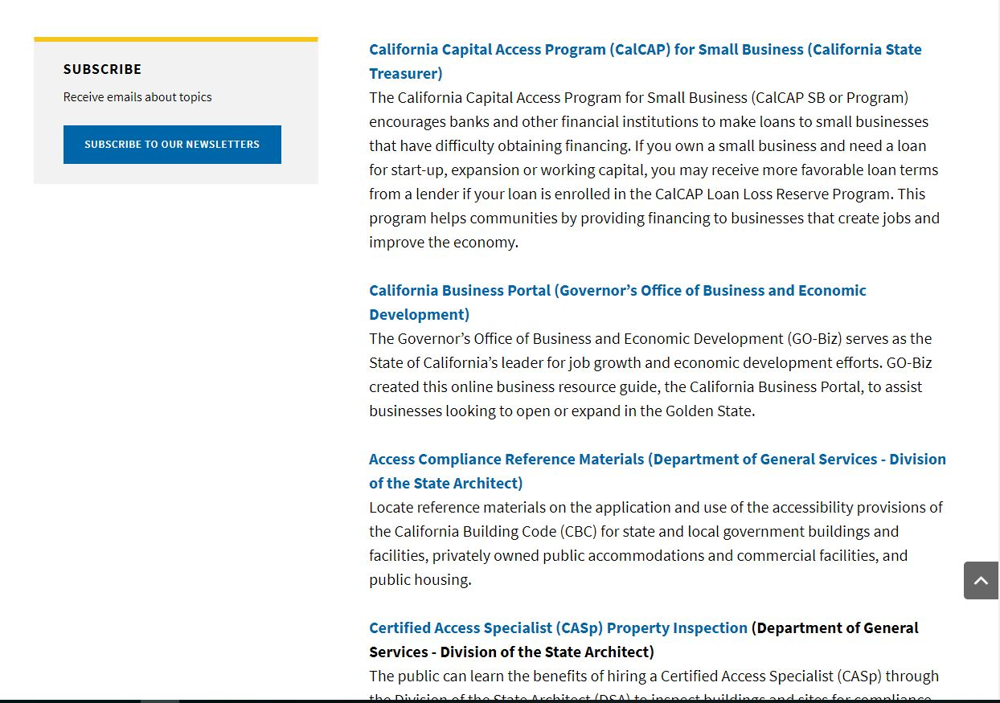 SUBSCRIBE
Receive emails about topics
SUBSCRIBE TO OUR NEWSLETTERS
California Capital Access Program (CalCAP) for Small Business (California State
Treasurer)
The California Capital Access Program for Small Business (CalCAP SB or Program)
encourages banks and other financial institutions to make loans to small businesses
that have difficulty obtaining financing. If you own a small business and need a loan
for start-up, expansion or working capital, you may receive more favorable loan terms
from a lender if your loan is enrolled in the CalCAP Loan Loss Reserve Program. This
program helps communities by providing financing to businesses that create jobs and
improve the economy.
California Business Portal (Governor’s Office of Business and Economic
Development)
The Governor’s Office of Business and Economic Development (GO-Biz) serves as the
State of California’s leader for job growth and economic development efforts. GO-Biz
created this online business resource guide, the California Business Portal, to assist
businesses looking to open or expand in the Golden State.
Access Compliance Reference Materials (Department of General Services - Division
of the State Architect)
Locate reference materials on the application and use of the accessibility provisions of
the California Building Code (CBC) for state and local government buildings and
facilities, privately owned public accommodations and commercial facilities, and
public housing.
Certified Access Specialist (CASp) Property Inspection (Department of General
Services - Division of the State Architect)
The public can learn the benefits of hiring a Certified Access Specialist (CASp) through
the Division of the State Architect (DSA) to inspect buildings and sites for compliance